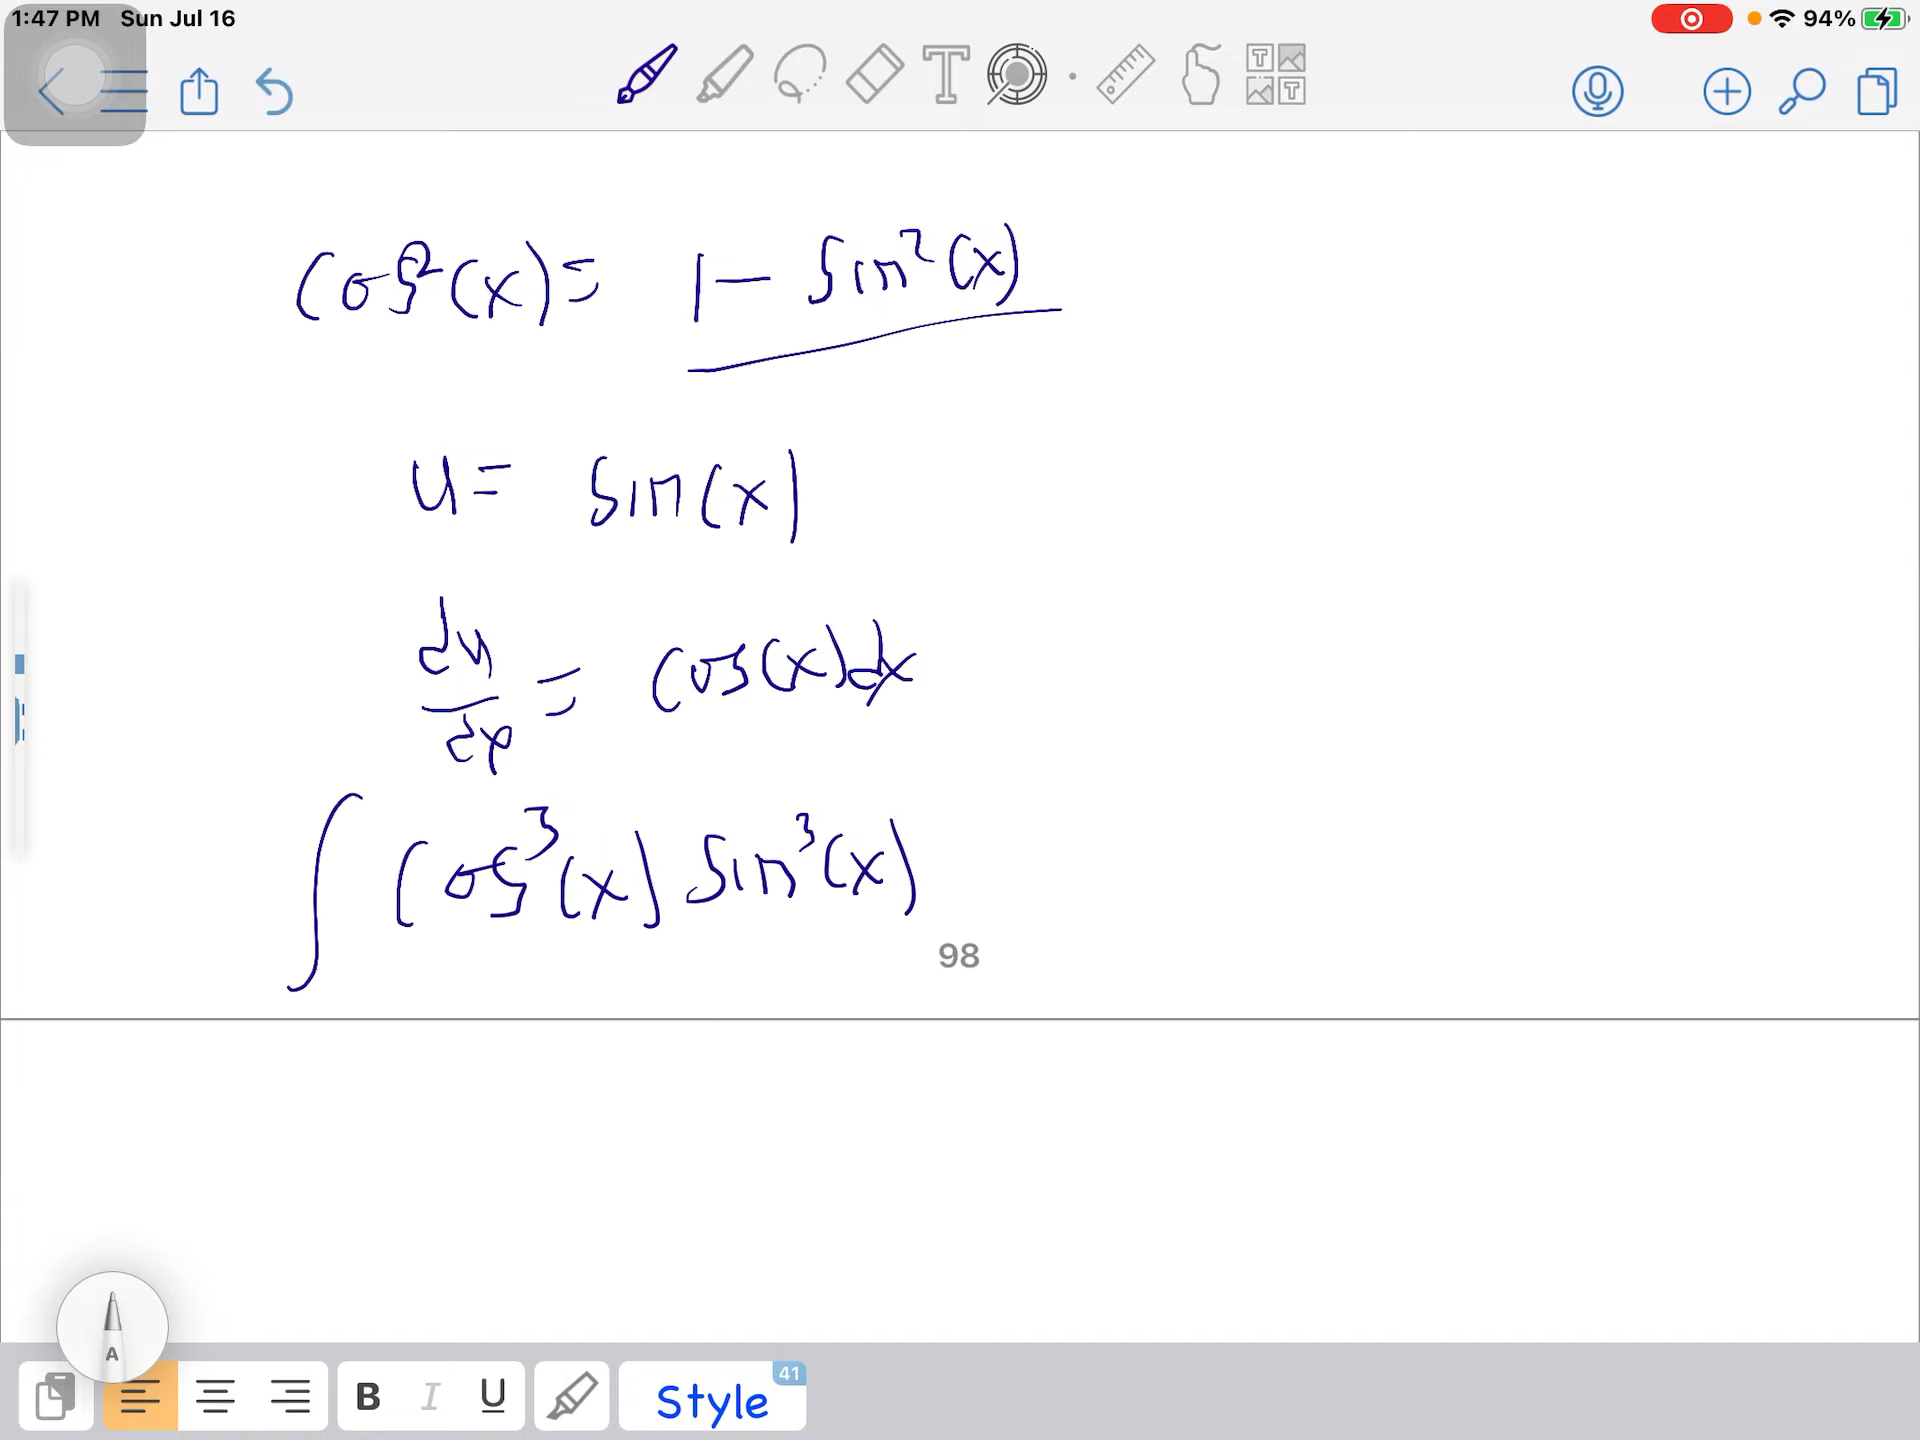 1:47 PM Sun Jul 16 94%
cos²(x) = 1 - sin²(x)
u = sin(x)
du/dx = cos(x)dx
∫ cos³(x) sin³(x)
98
A
B I U Style 41